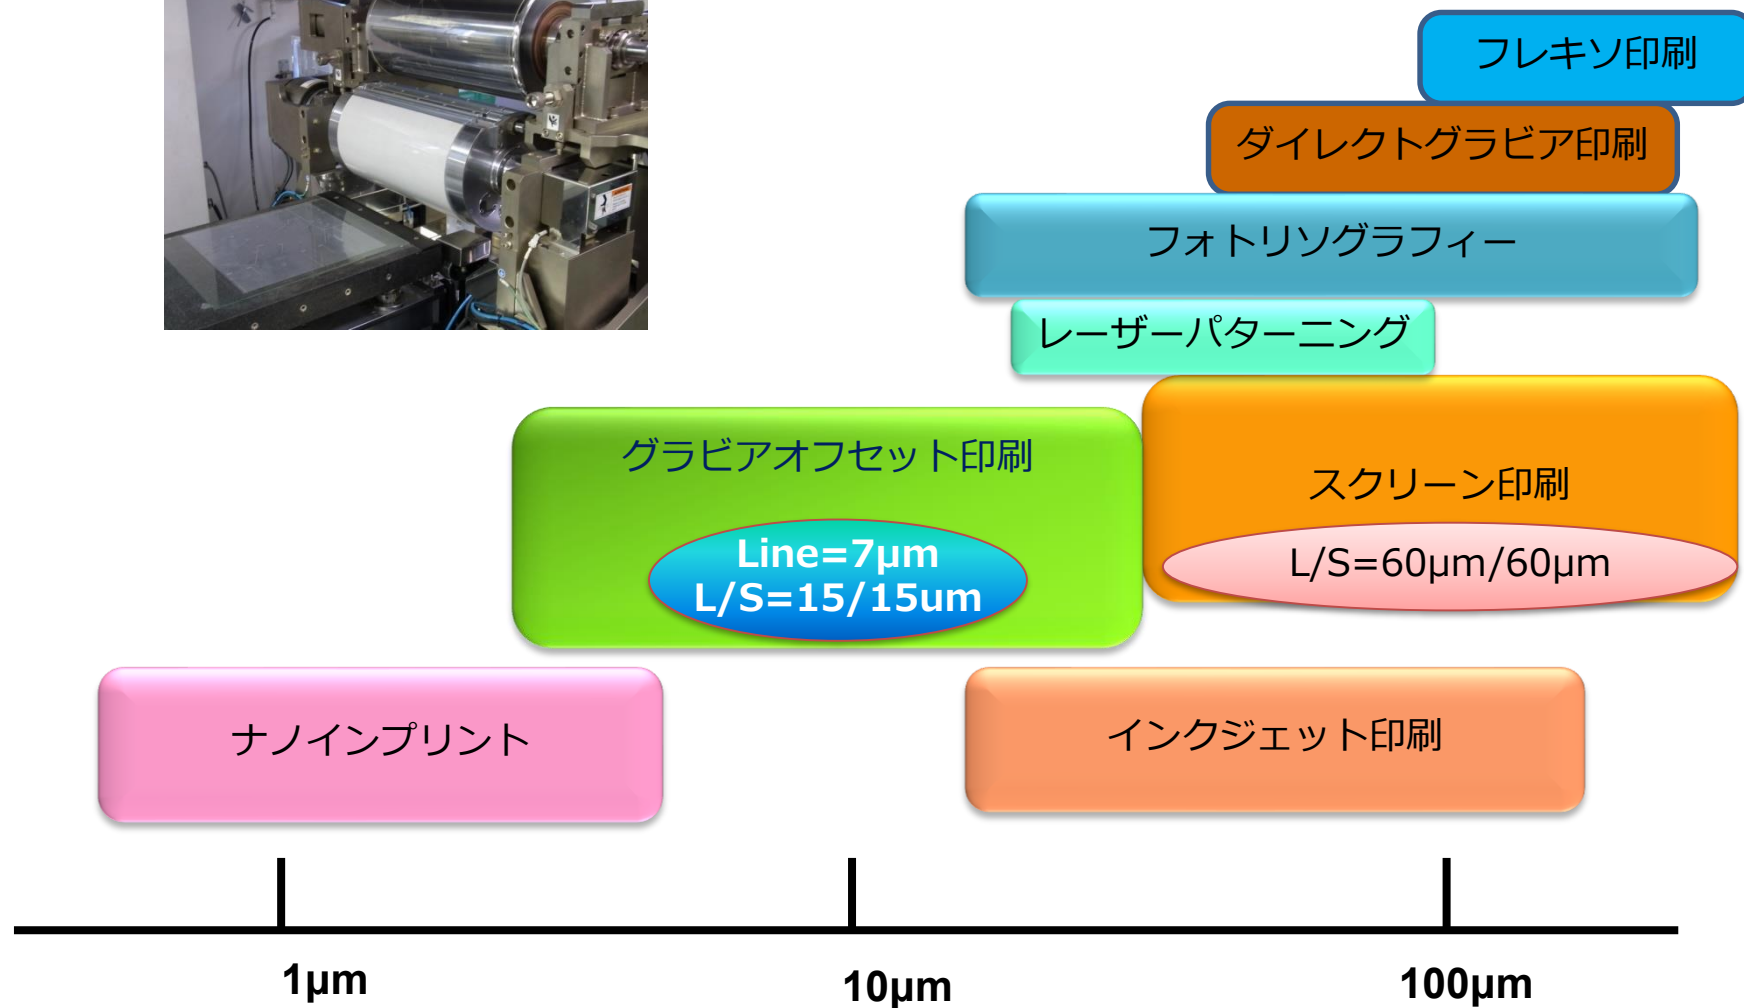 フレキソ印刷
ダイレクトグラビア印刷
フォトリソグラフィー
レーザーパターニング
グラビアオフセット印刷
Line=7μm
L/S=15/15um
スクリーン印刷
L/S=60μm/60μm
ナノインプリント
インクジェット印刷
1μm
10μm
100μm